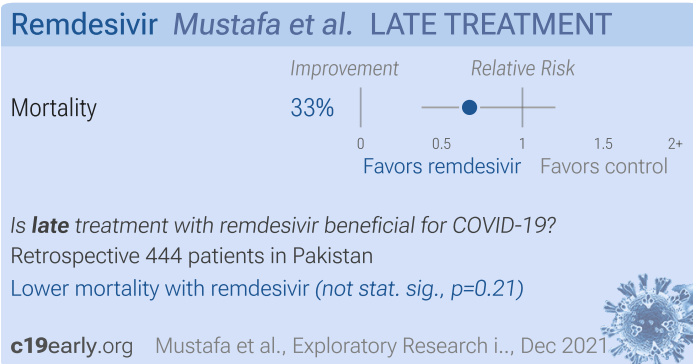 Remdesivir Mustafa et al. LATE TREATMENT
Improvement Relative Risk
Mortality 33%
0 0.5 1 1.5 2+
Favors remdesivir Favors control
Is late treatment with remdesivir beneficial for COVID-19?
Retrospective 444 patients in Pakistan
Lower mortality with remdesivir (not stat. sig., p=0.21)
c19early.org Mustafa et al., Exploratory Research i.., Dec 2021